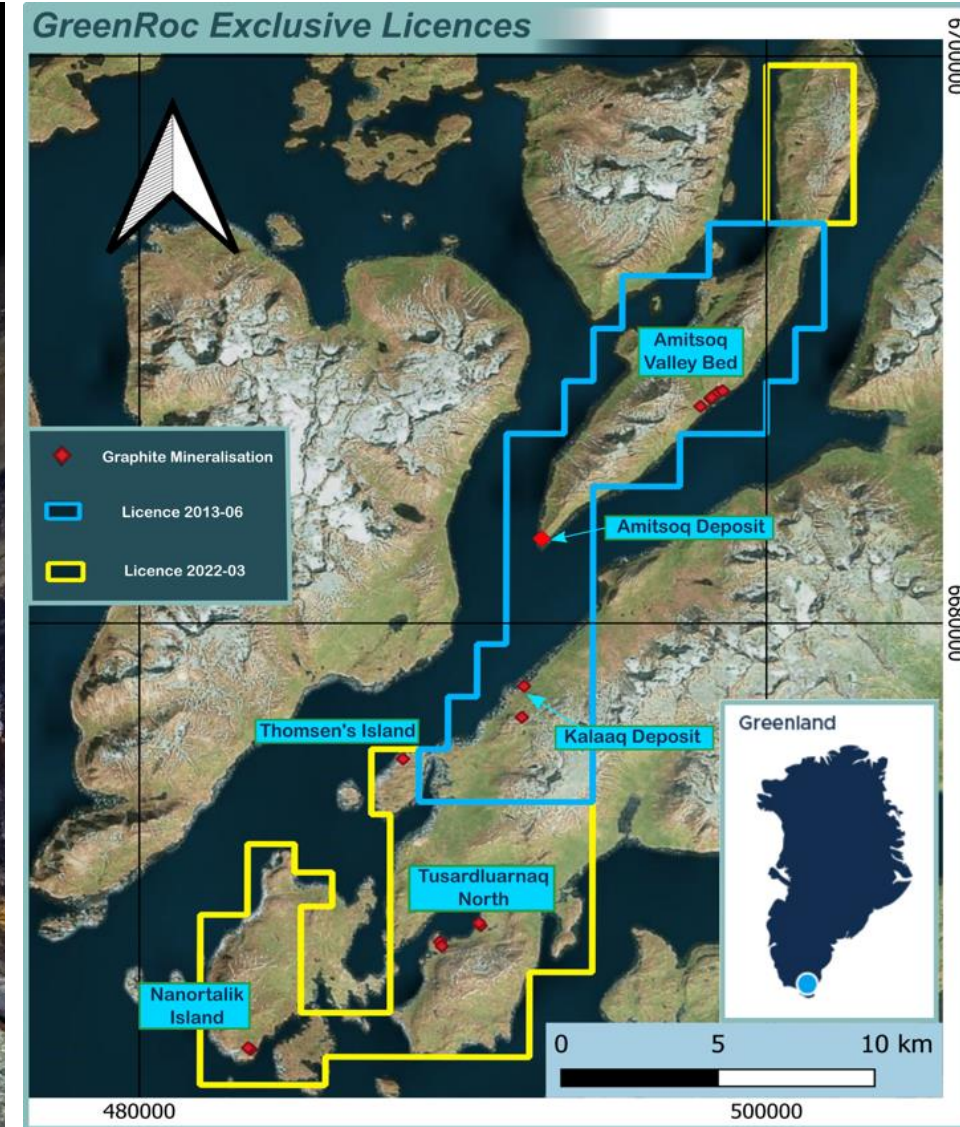 GreenRoc Exclusive Licences
6700000
Amitsoq
Valley Bed
Graphite Mineralisation
Licence 2013-06
Licence 2022-03
Amitsoq Deposit
6680000
Thomsen's Island
Kalaaq Deposit
Greenland
Tusardluarnaq
North
Nanortalik
Island
0 5 10 km
480000 500000